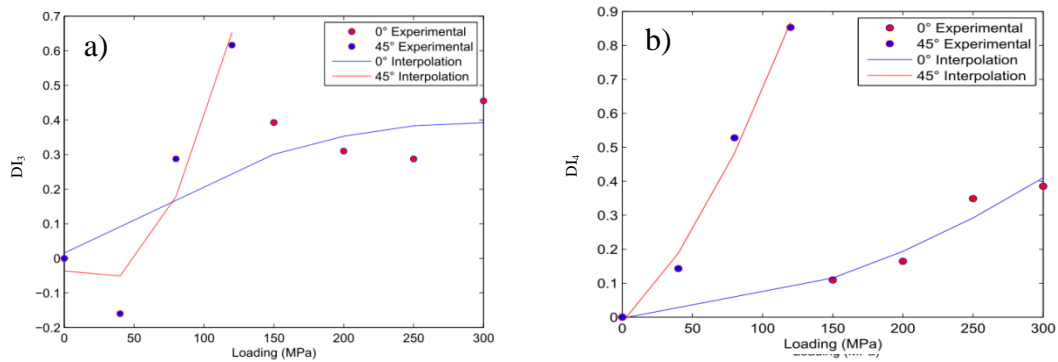 a)
0.7
0.6
0.5
0.4
0.3
0.2
0.1
0
−0.1
−0.2
DI3
0° Experimental
45° Experimental
0° Interpolation
45° Interpolation
0 50 100 150 200 250 300
Loading (MPa)
b)
0.9
0.8
0.7
0.6
0.5
0.4
0.3
0.2
0.1
0
DI4
0° Experimental
45° Experimental
0° Interpolation
45° Interpolation
0 50 100 150 200 250 300
Loading (MPa)
Loading (MPa)